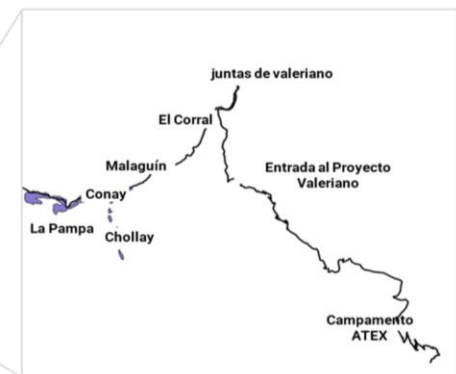 juntas de valeriano
El Corral
Malaguín
Entrada al Proyecto
Valeriano
Conay
La Pampa
Chollay
Campamento
ATEX